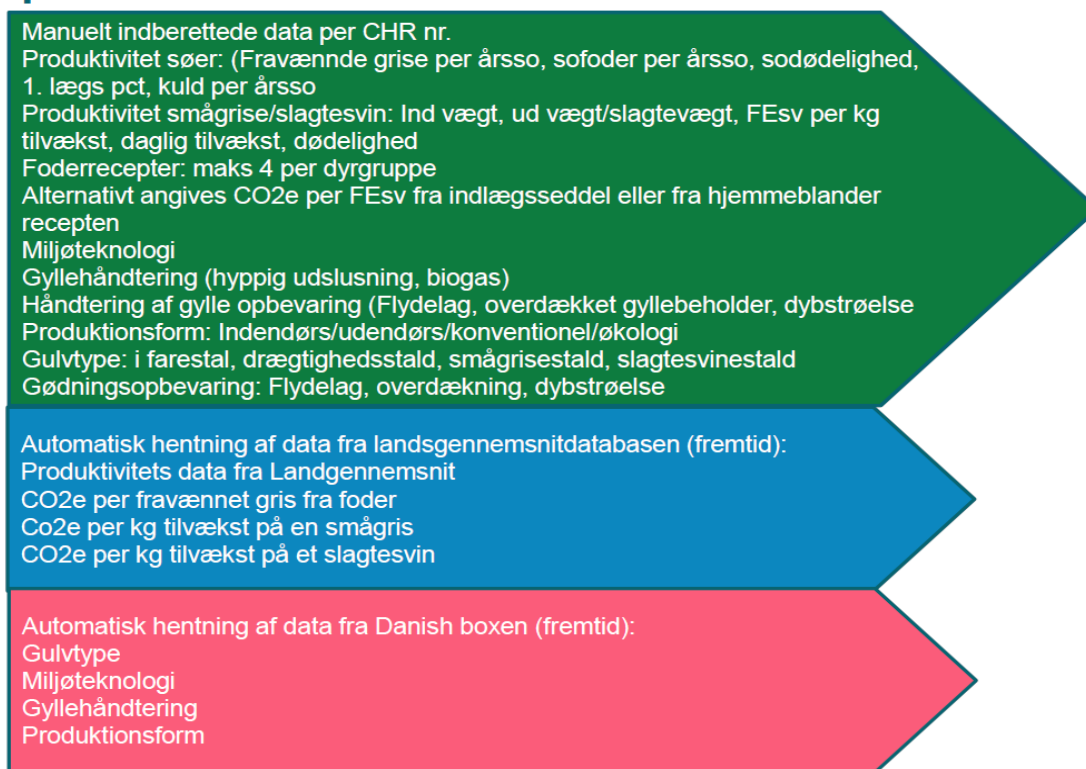 Manuelt indberettede data per CHR nr.
Produktivitet søer: (Fravænnde grise per årsso, sofoder per årsso, sodødelighed,
1. lægs pct, kuld per årsso
Produktivitet smågrise/slagtesvin: Ind vægt, ud vægt/slagtevægt, FEsv per kg
tilvækst, daglig tilvækst, dødelighed
Foderrecepter: maks 4 per dyrgruppe
Alternativt angives CO2e per FEsv fra indlægsseddel eller fra hjemmeblander
recepten
Miljøteknologi
Gyllehåndtering (hyppig udslusning, biogas)
Håndtering af gylle opbevaring (Flydelag, overdækket gyllebeholder, dybstrøelse
Produktionsform: Indendørs/udendørs/konventionel/økologi
Gulvtype: i farestal, drægtighedsstald, smågrisestald, slagtesvinestald
Gødningsopbevaring: Flydelag, overdækning, dybstrøelse
Automatisk hentning af data fra landsgennemsnitdatabasen (fremtid):
Produktivitets data fra Landgennemsnit
CO2e per fravænnet gris fra foder
Co2e per kg tilvækst på en smågris
CO2e per kg tilvækst på et slagtesvin
Automatisk hentning af data fra Danish boxen (fremtid):
Gulvtype
Miljøteknologi
Gyllehåndtering
Produktionsform